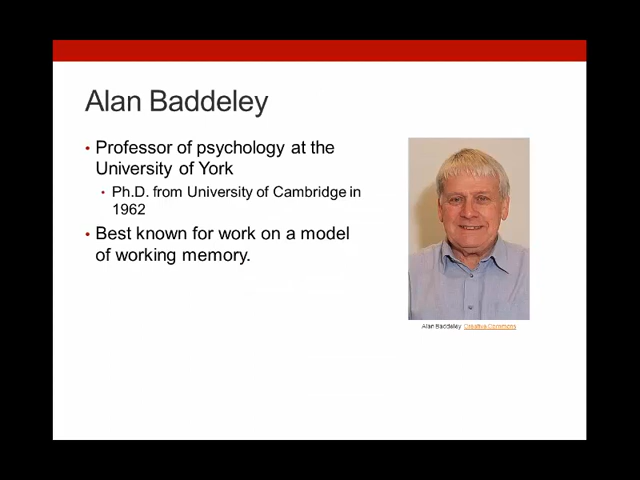 Alan Baddeley
• Professor of psychology at the
University of York
• Ph.D. from University of Cambridge in
1962
• Best known for work on a model
of working memory.
Alan Baddeley Creative Commons